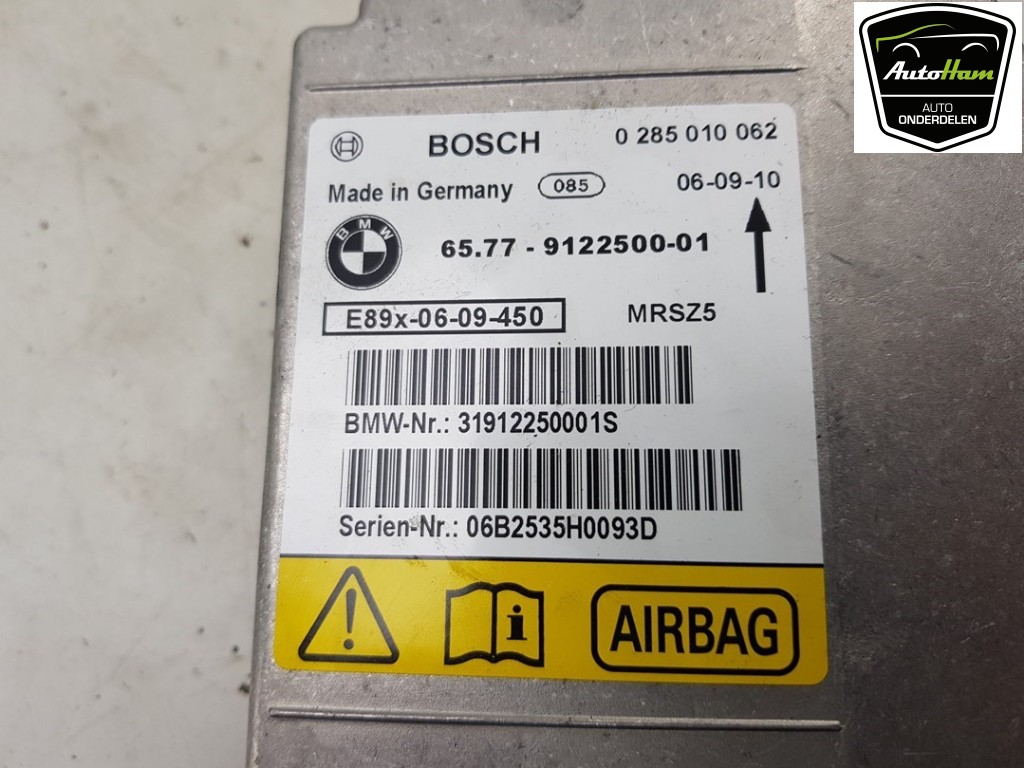 AutoHam
AUTO
ONDERDELEN
BOSCH 0 285 010 062
Made in Germany 085 06-09-10
BMW
65.77 - 9122500-01
E89x-06-09-450 MRSZ5
BMW-Nr.: 31912250001S
Serien-Nr.: 06B2535H0093D
AIRBAG